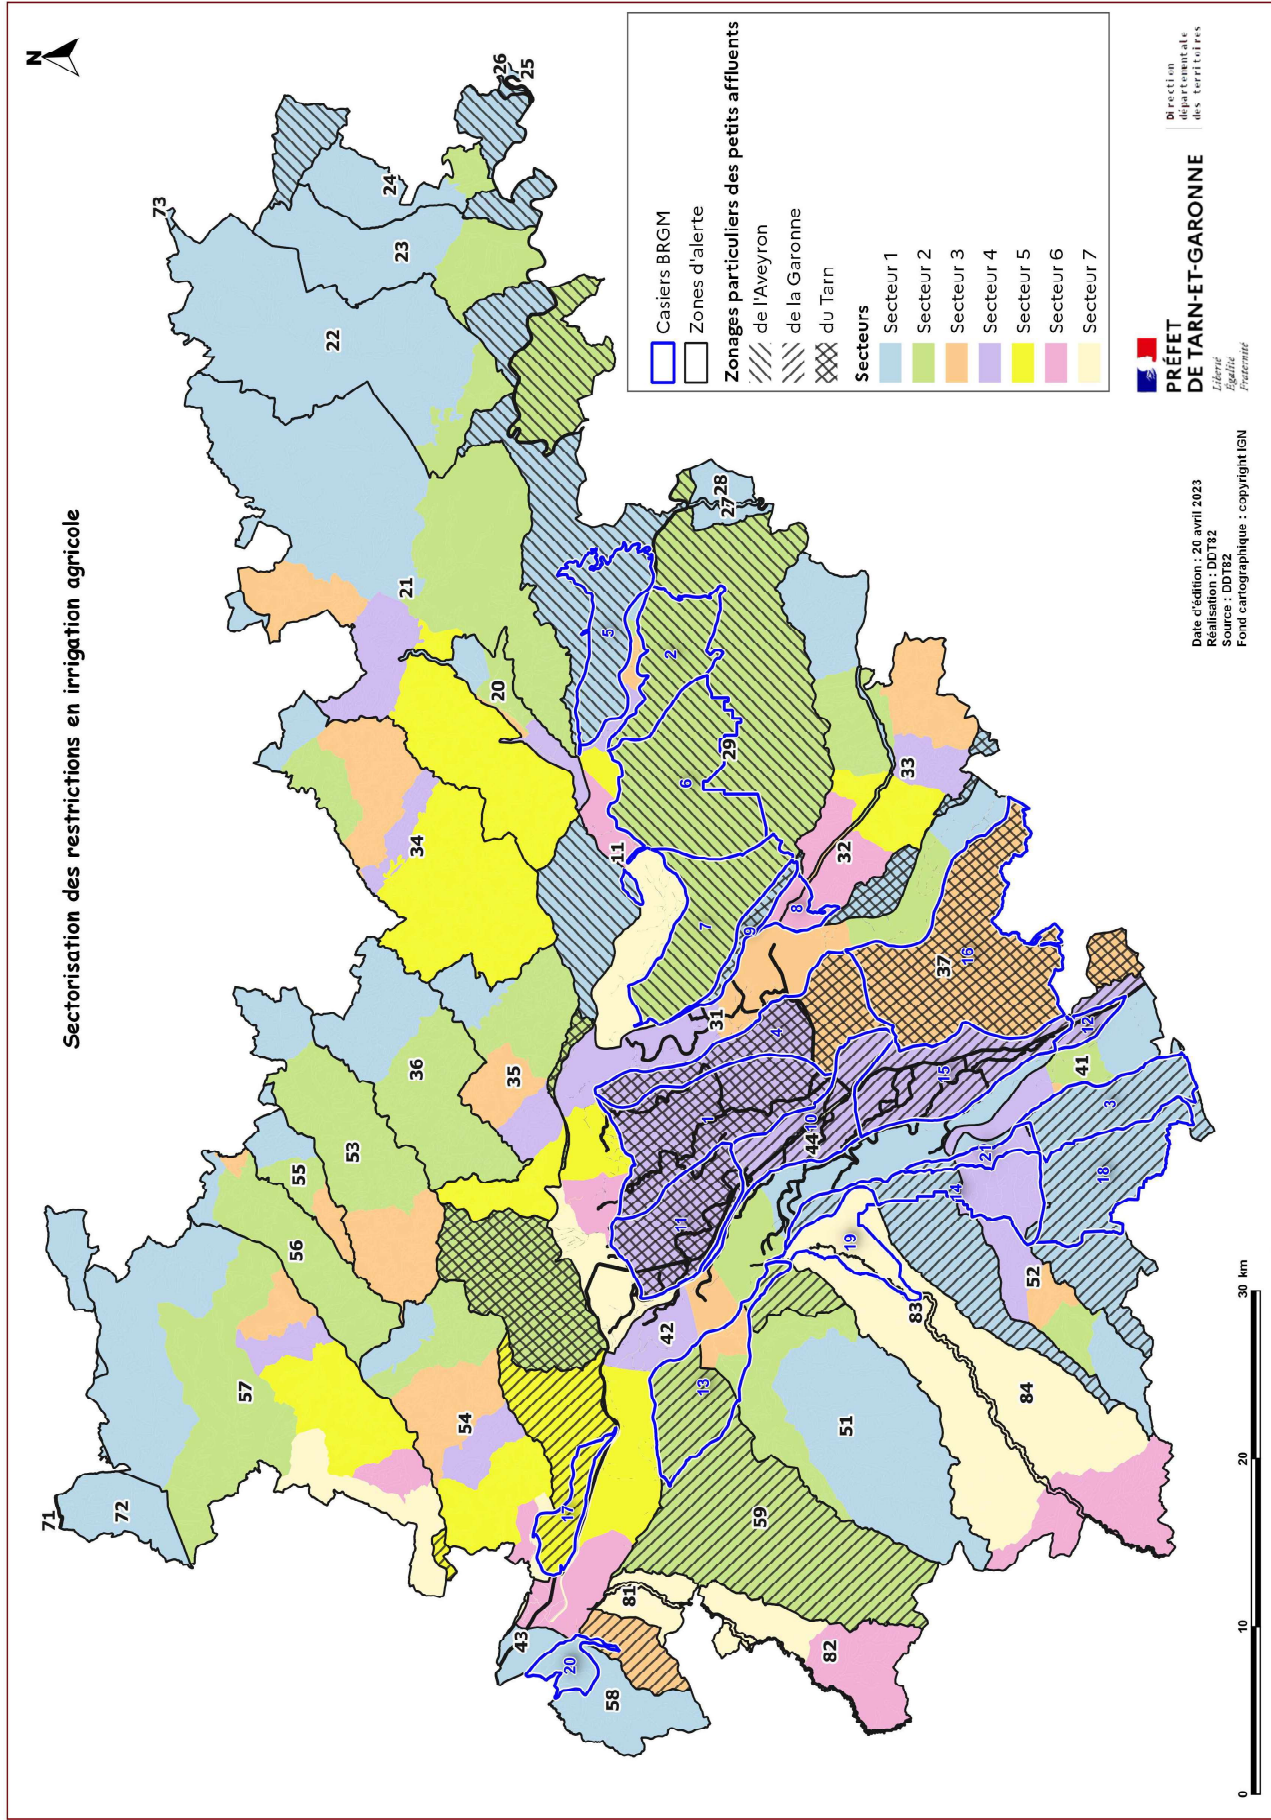 Sectorisation des restrictions en irrigation agricole
N
71
72
73
57
56
55
53
36
35
34
54
22
23
24
26
25
21
20
43
58
20
17
81
82
59
13
42
51
83
84
19
52
14
21
18
3
41
12
15
44
10
1
11
4
31
37
16
9
8
7
11
6
29
5
2
27
28
32
33
Casiers BRGM
Zones d'alerte
Zonages particuliers des petits affluents
de l'Aveyron
de la Garonne
du Tarn
Secteurs
Secteur 1
Secteur 2
Secteur 3
Secteur 4
Secteur 5
Secteur 6
Secteur 7
0 10 20 30 km
Date d'édition : 20 avril 2023
Réalisation : DDT82
Source : DDT82
Fond cartographique : copyright IGN
PRÉFET
DE TARN-ET-GARONNE
Liberté
Égalité
Fraternité
Direction
départementale
des territoires